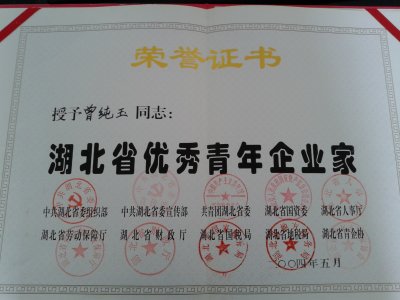 荣誉证书
授予曾纯玉 同志:
湖北省优秀青年企业家
中共湖北省委组织部 中共湖北省委宣传部 共青团湖北省委 湖北省国资委 湖北省人事厅
湖北省劳动保障厅 湖北省财政厅 湖北省国税局 湖北省地税局 湖北省青企协
二〇〇四年五月